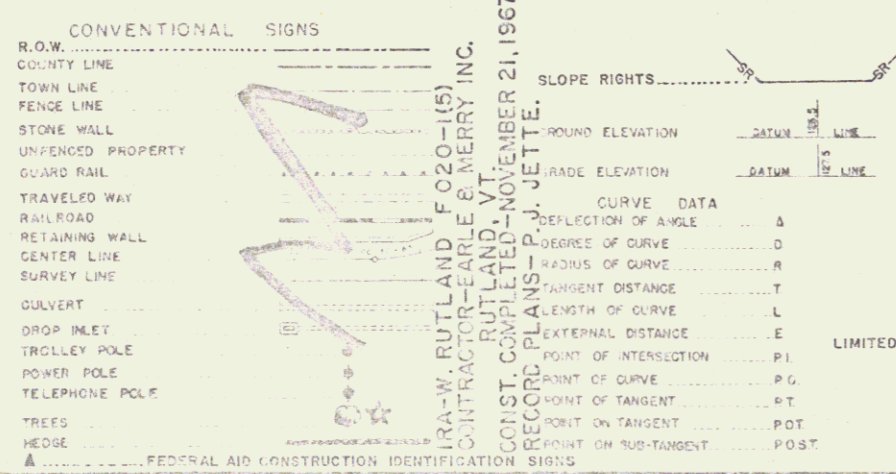 CONVENTIONAL SIGNS
R.O.W.
COUNTY LINE
TOWN LINE
FENCE LINE
STONE WALL
UNFENCED PROPERTY
GUARD RAIL
TRAVELED WAY
RAILROAD
RETAINING WALL
CENTER LINE
SURVEY LINE
CULVERT
DROP INLET
TROLLEY POLE
POWER POLE
TELEPHONE POLE
TREES
HEDGE
FEDERAL AID CONSTRUCTION IDENTIFICATION SIGNS
IRA-W. RUTLAND F 020-1(5)
CONTRACTOR-EARLE & MERRY INC.
RUTLAND, VT.
CONST. COMPLETED-NOVEMBER 21, 1967
RECORD PLANS-P. J. JETTE.
SLOPE RIGHTS SR SR
GROUND ELEVATION DATUM LINE
GRADE ELEVATION DATUM 127.5 LINE
CURVE DATA
DEFLECTION OF ANGLE Δ
DEGREE OF CURVE D
RADIUS OF CURVE R
TANGENT DISTANCE T
LENGTH OF CURVE L
EXTERNAL DISTANCE E
POINT OF INTERSECTION P.I.
POINT OF CURVE P.C.
POINT OF TANGENT P.T.
POINT ON TANGENT P.O.T.
POINT ON SUB-TANGENT P.O.S.T.
LIMITED